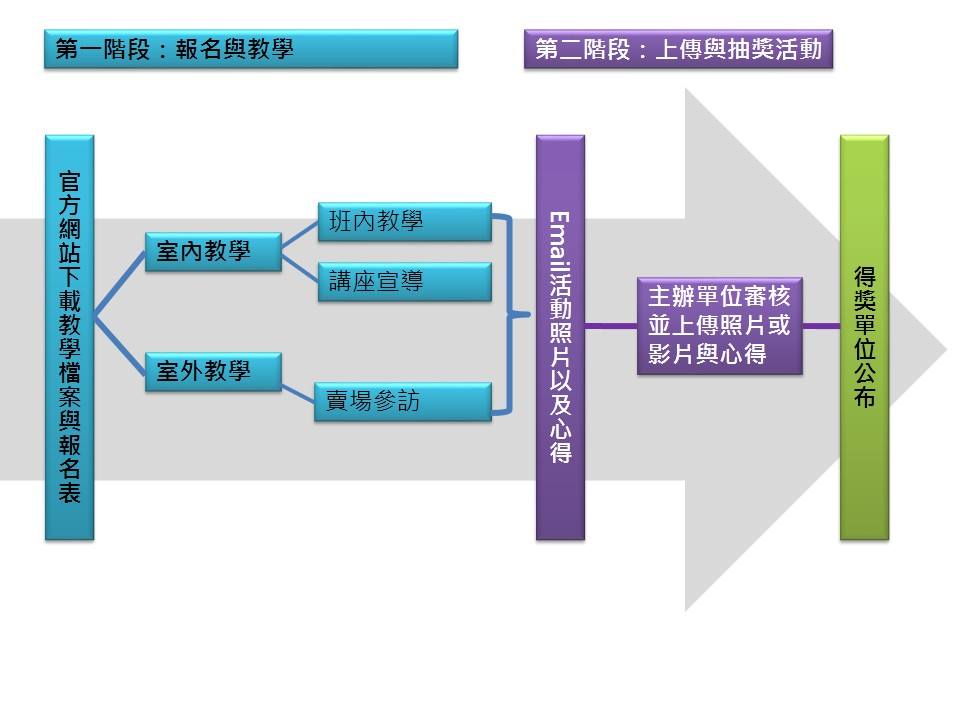 第一階段：報名與教學
第二階段：上傳與抽獎活動
官方網站下載教學檔案與報名表
室內教學
班內教學
講座宣導
室外教學
賣場參訪
Email活動照片以及心得
主辦單位審核
並上傳照片或
影片與心得
得獎單位公布